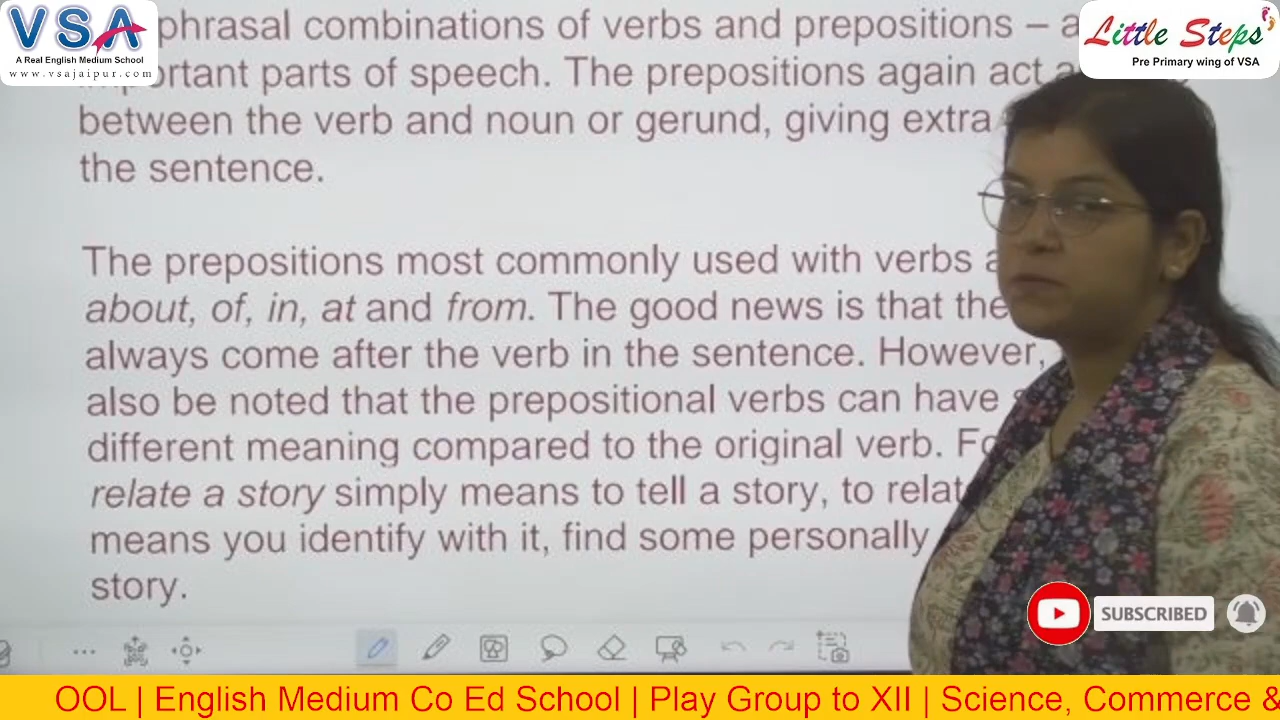 VSA
A Real English Medium School
www.vsajaipur.com
Little Steps
Pre Primary wing of VSA
phrasal combinations of verbs and prepositions –
of speech. The prepositions again act
between the verb and noun or gerund, giving extra
the sentence.
The prepositions most commonly used with verbs
about, of, in, at and from. The good news is that
always come after the verb in the sentence. However,
also be noted that the prepositional verbs can have
different meaning compared to the original verb.
relate a story simply means to tell a story, to
means you identify with it, find some personally
story.
SUBSCRIBED
OOL | English Medium Co Ed School | Play Group to XII | Science, Commerce &